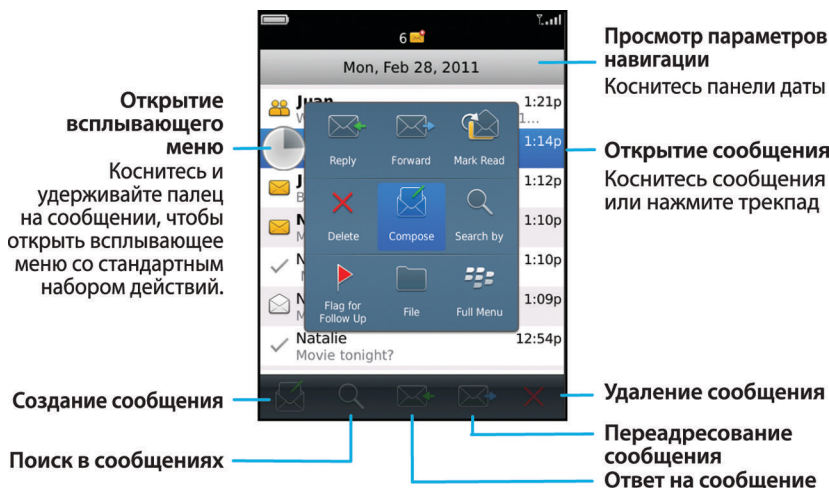 6
Mon, Feb 28, 2011
Juan
1:21p
W
1...
1:14p
J
1:12p
B
N
1:10p
M
N
1:10p
N
1:09p
M
Natalie
12:54p
Movie tonight?
Reply
Forward
Mark Read
Delete
Compose
Search by
Flag for
Follow Up
File
Full Menu
Открытие
всплывающего
меню
Коснитесь и
удерживайте палец
на сообщении, чтобы
открыть всплывающее
меню со стандартным
набором действий.
Создание сообщения
Поиск в сообщениях
Просмотр параметров
навигации
Коснитесь панели даты
Открытие сообщения
Коснитесь сообщения
или нажмите трекпад
Удаление сообщения
Переадресование
сообщения
Ответ на сообщение